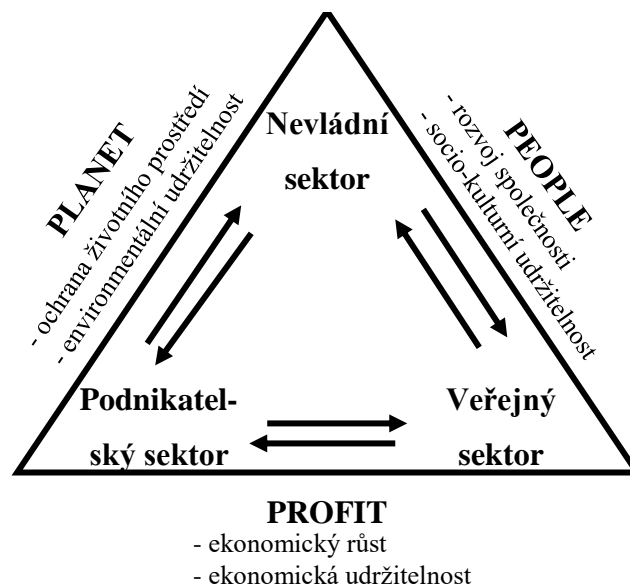 PLANET
- ochrana životního prostředí
- environmentální udržitelnost
Nevládní
sektor
PEOPLE
- rozvoj společnosti
- socio-kulturní udržitelnost
Podnikatel-
ský sektor
Veřejný
sektor
PROFIT
- ekonomický růst
- ekonomická udržitelnost